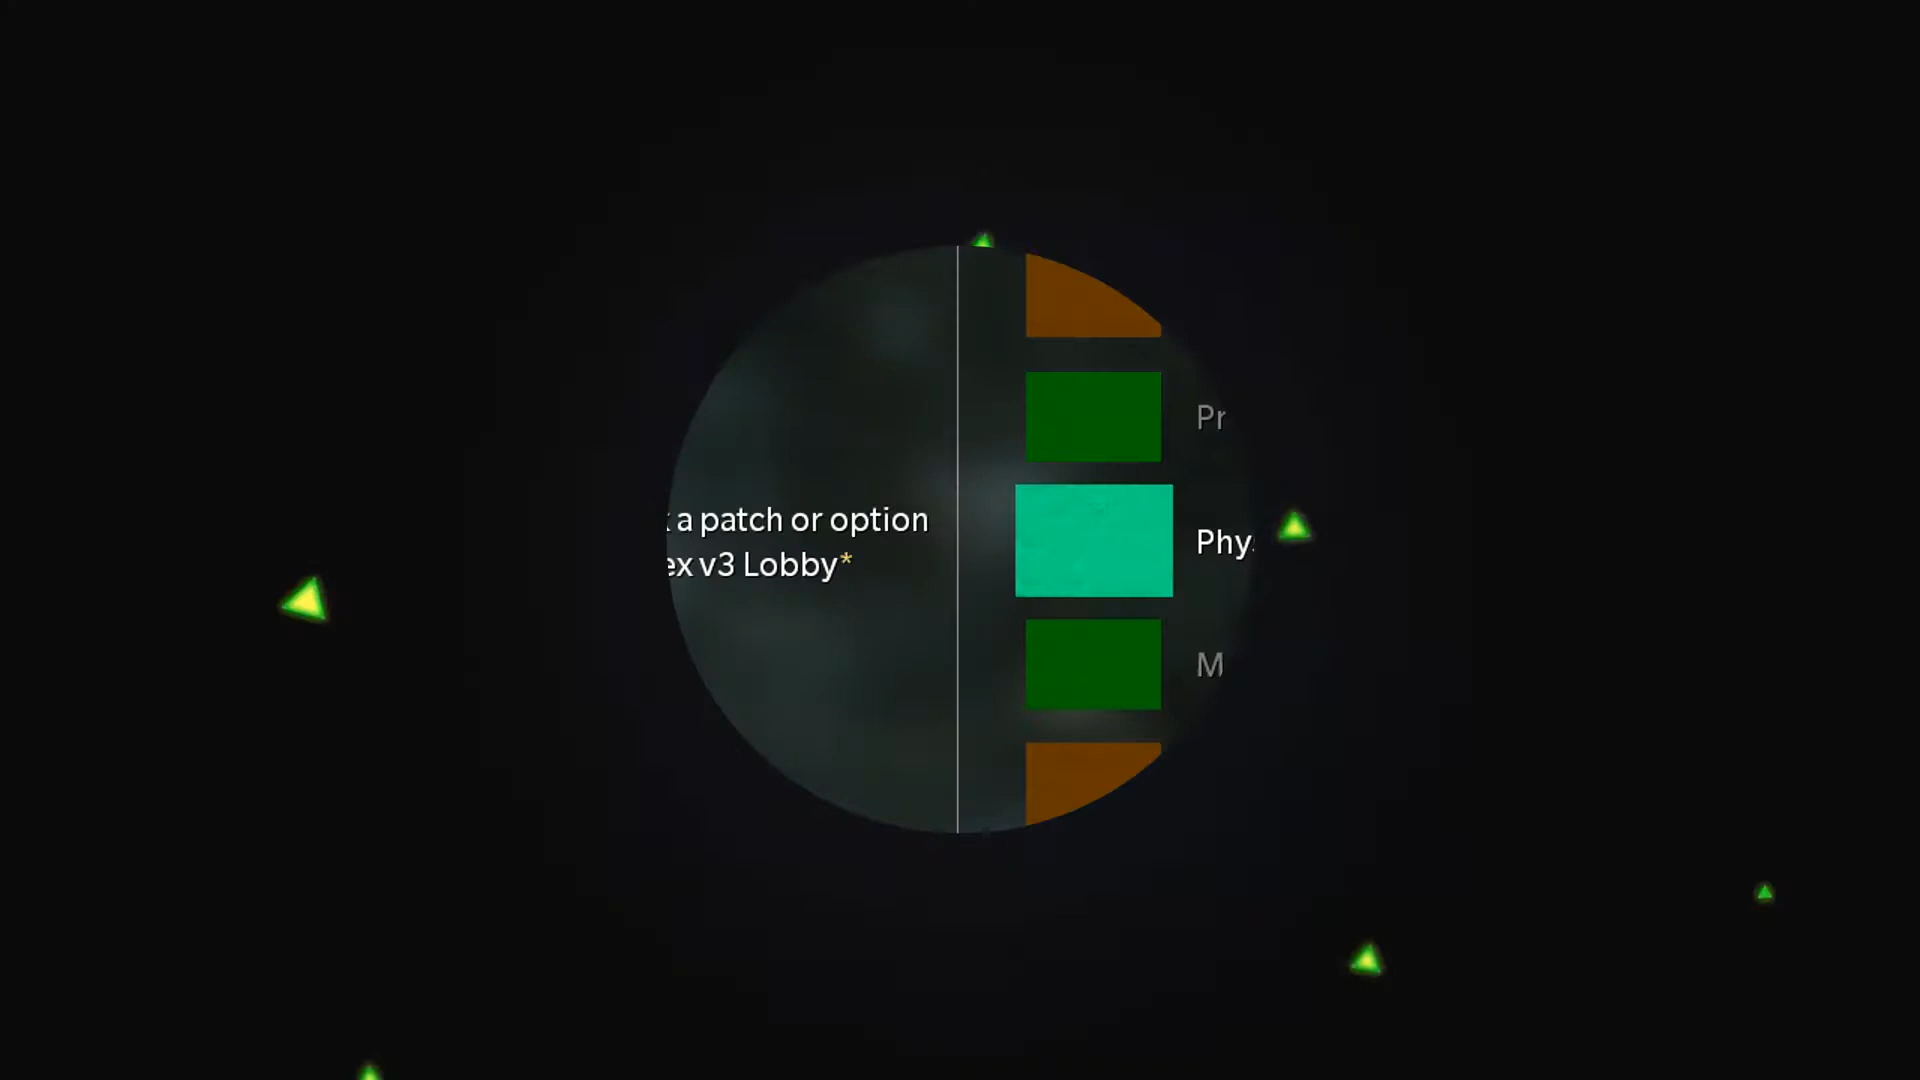 a patch or option
ex v3 Lobby*
Pr
Phy
M